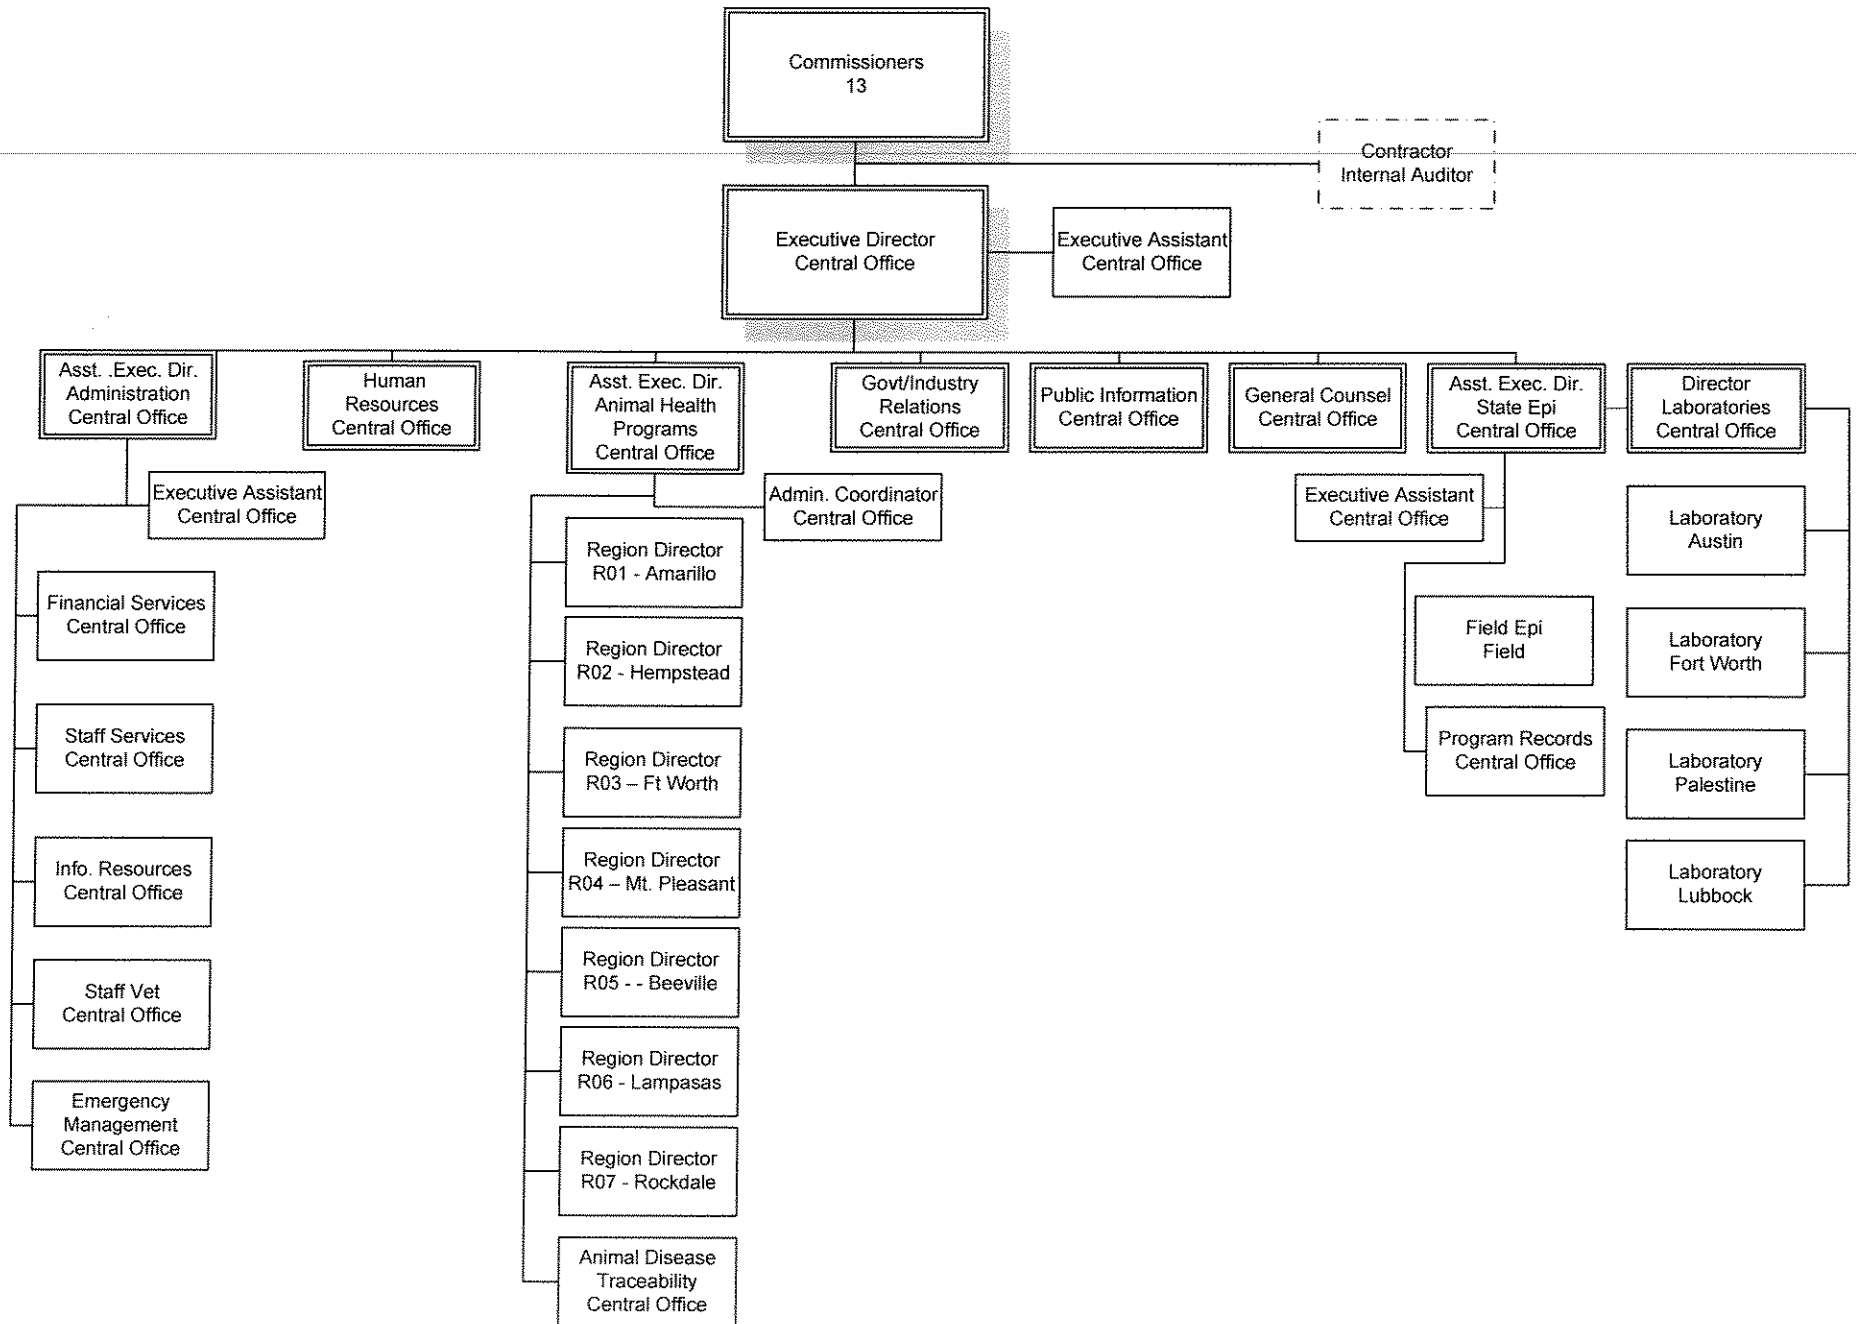 Commissioners
13
Contractor
Internal Auditor
Executive Director
Central Office
Executive Assistant
Central Office
Asst. .Exec. Dir.
Administration
Central Office
Human
Resources
Central Office
Asst. Exec. Dir.
Animal Health
Programs
Central Office
Govt/Industry
Relations
Central Office
Public Information
Central Office
General Counsel
Central Office
Asst. Exec. Dir.
State Epi
Central Office
Director
Laboratories
Central Office
Executive Assistant
Central Office
Financial Services
Central Office
Staff Services
Central Office
Info. Resources
Central Office
Staff Vet
Central Office
Emergency
Management
Central Office
Admin. Coordinator
Central Office
Region Director
R01 - Amarillo
Region Director
R02 - Hempstead
Region Director
R03 – Ft Worth
Region Director
R04 – Mt. Pleasant
Region Director
R05 - - Beeville
Region Director
R06 - Lampasas
Region Director
R07 - Rockdale
Animal Disease
Traceability
Central Office
Executive Assistant
Central Office
Field Epi
Field
Program Records
Central Office
Laboratory
Austin
Laboratory
Fort Worth
Laboratory
Palestine
Laboratory
Lubbock